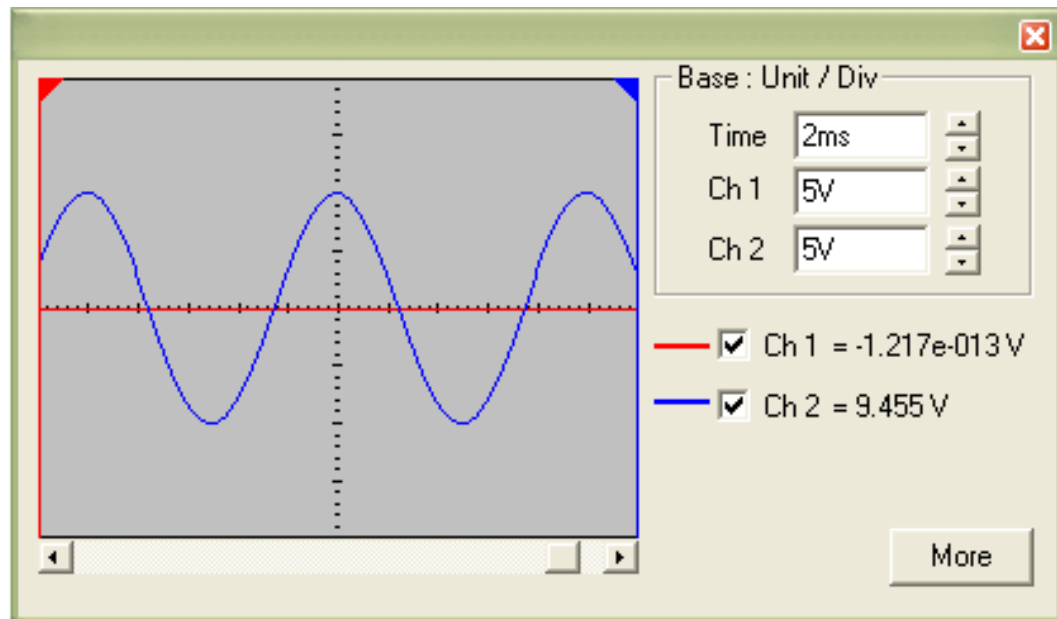 Base : Unit / Div
Time 2ms
Ch 1 5V
Ch 2 5V
Ch 1 = -1.217e-013 V
Ch 2 = 9.455 V
More